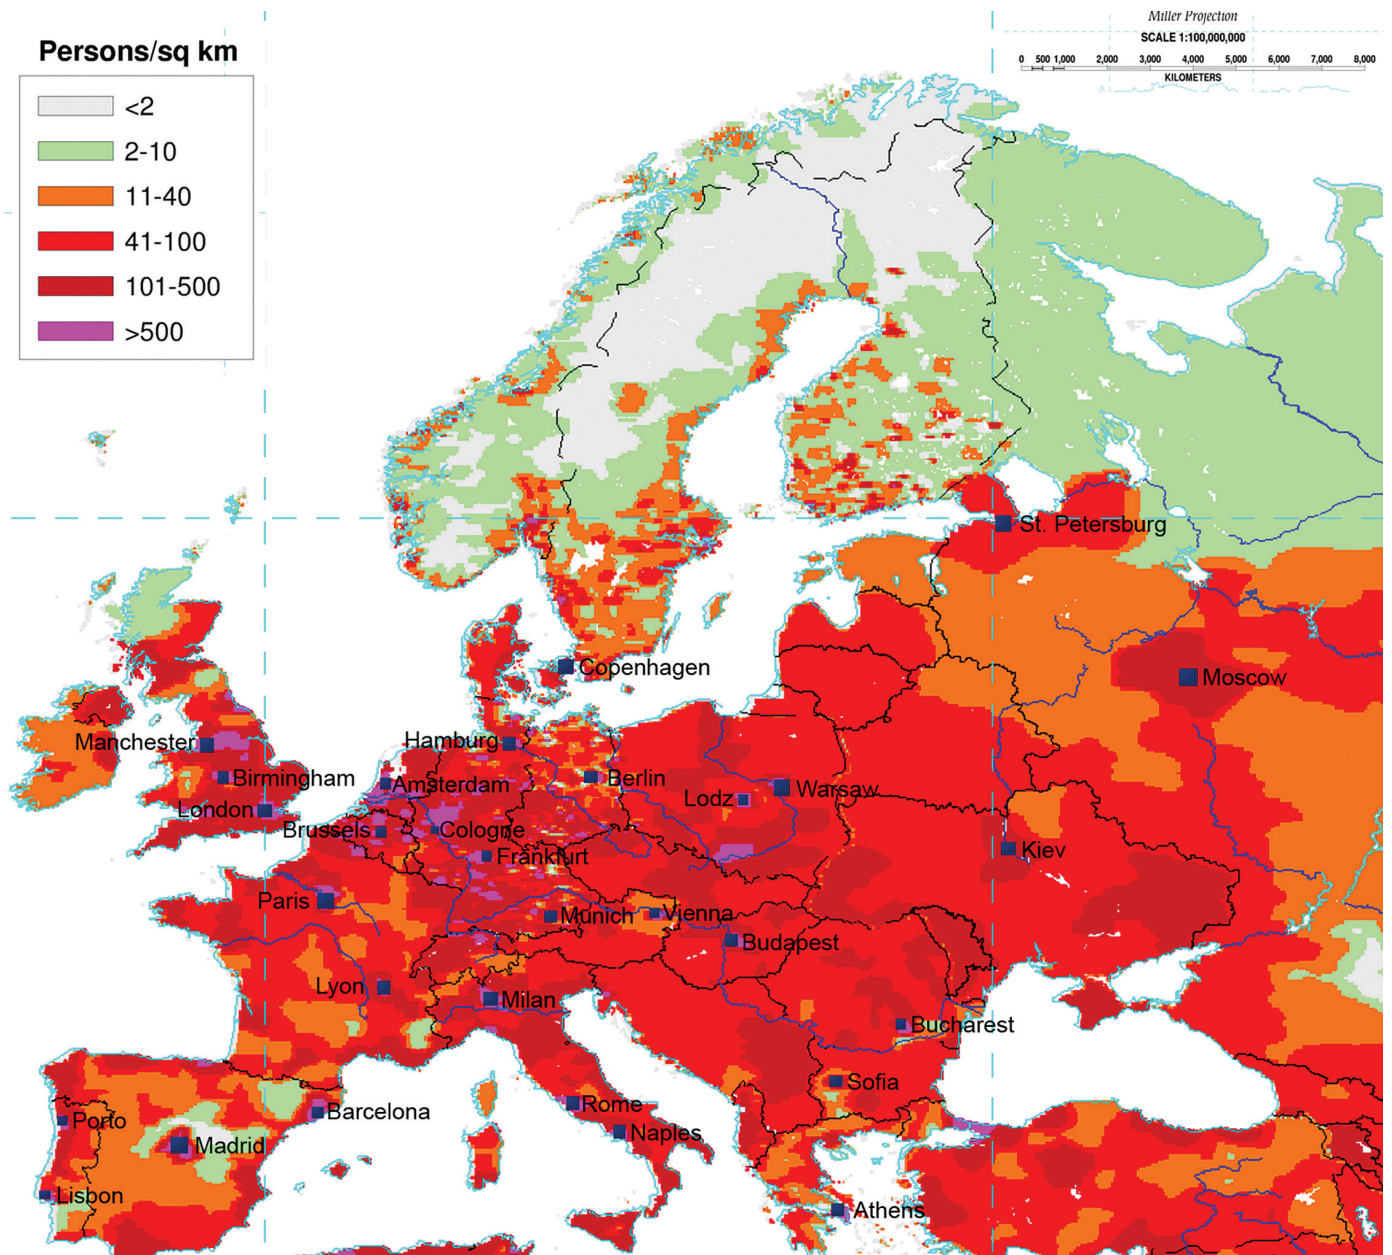 Miller Projection
SCALE 1:100,000,000
0 500 1,000 2,000 3,000 4,000 5,000 6,000 7,000 8,000
KILOMETERS
Persons/sq km
<2
2-10
11-40
41-100
101-500
>500
St. Petersburg
Copenhagen
Moscow
Manchester
Hamburg
Birmingham
Amsterdam
Berlin
London
Lodz
Warsaw
Brussels
Cologne
Frankfurt
Kiev
Paris
Munich
Vienna
Budapest
Lyon
Milan
Bucharest
Sofia
Porto
Barcelona
Rome
Naples
Madrid
Lisbon
Athens